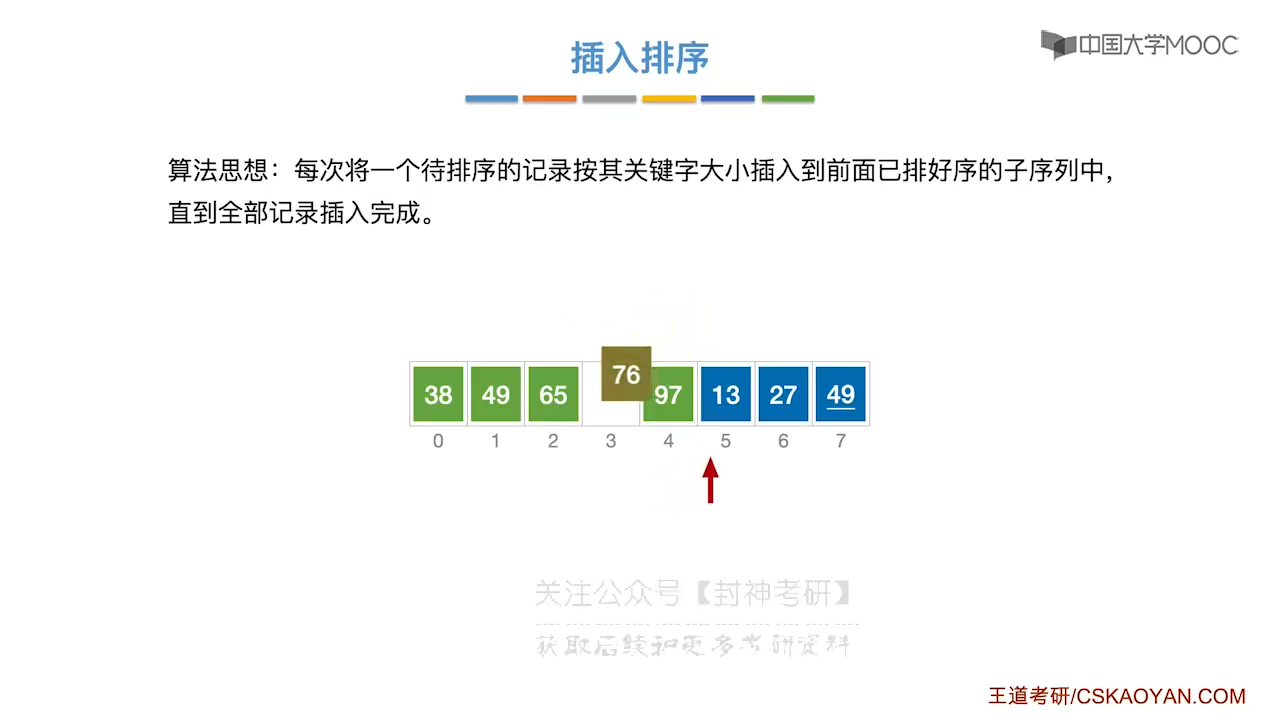 插入排序
中国大学MOOC
算法思想：每次将一个待排序的记录按其关键字大小插入到前面已排好序的子序列中，
直到全部记录插入完成。
38 49 65 76 97 13 27 49
0 1 2 3 4 5 6 7
关注公众号【封神考研】
获取后续和更多考研资料
王道考研/CSKAOYAN.COM